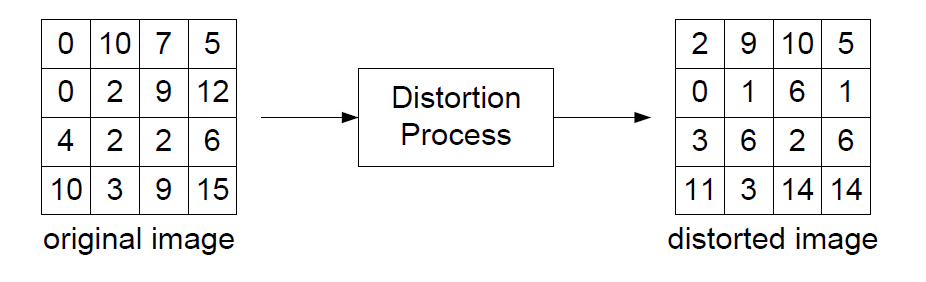 0 10 7 5
0 2 9 12
4 2 2 6
10 3 9 15
original image
Distortion
Process
2 9 10 5
0 1 6 1
3 6 2 6
11 3 14 14
distorted image